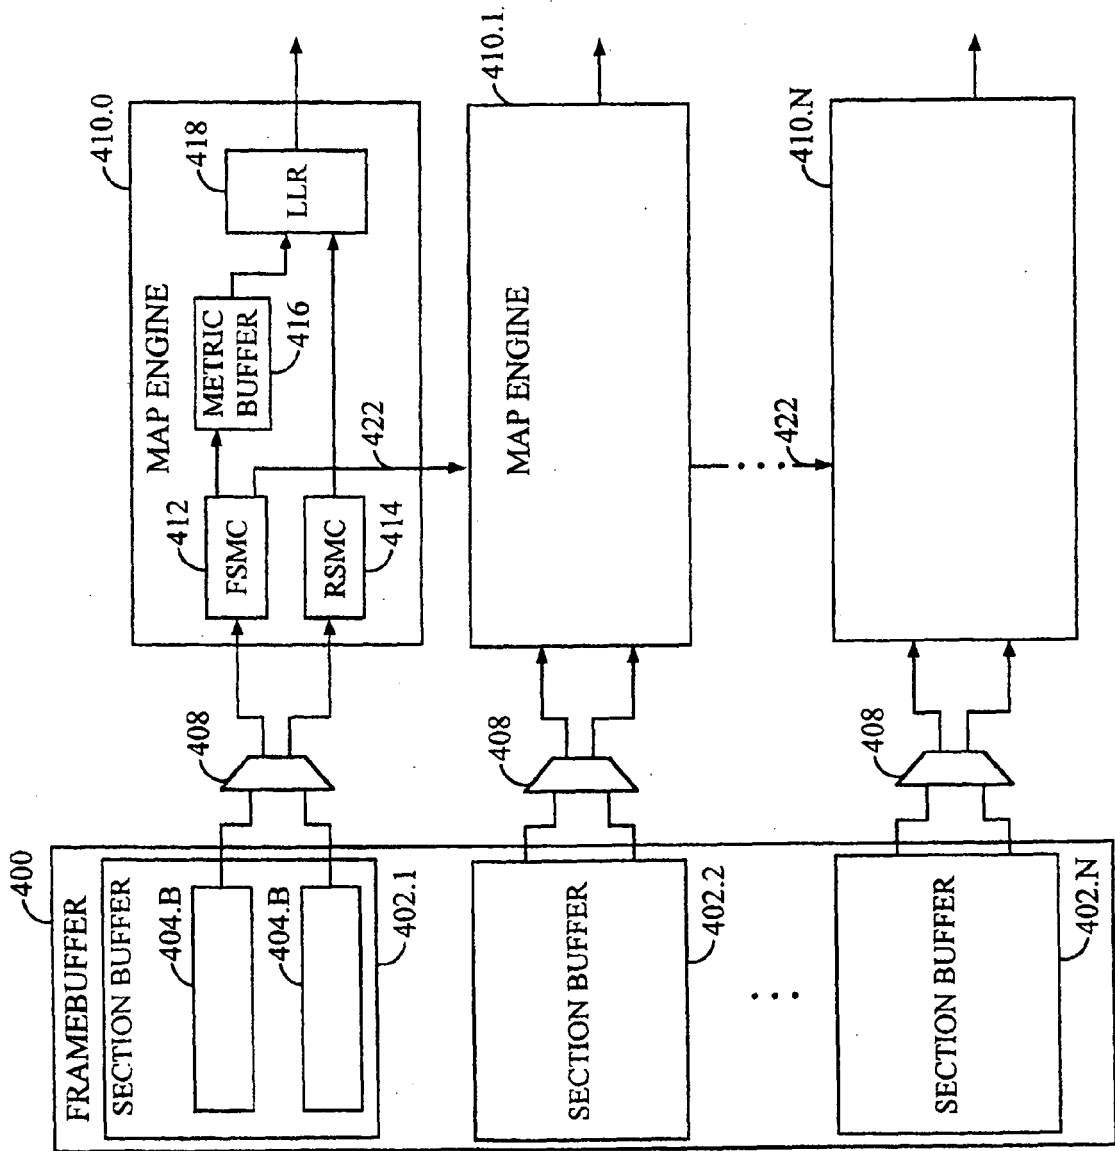 400
FRAMEBUFFER
SECTION BUFFER
404.B
404.B
402.1
408
410.0
MAP ENGINE
412
FSMC
METRIC
BUFFER
416
418
LLR
RSMC
414
422
SECTION BUFFER
402.2
408
410.1
MAP ENGINE
422
SECTION BUFFER
402.N
408
410.N